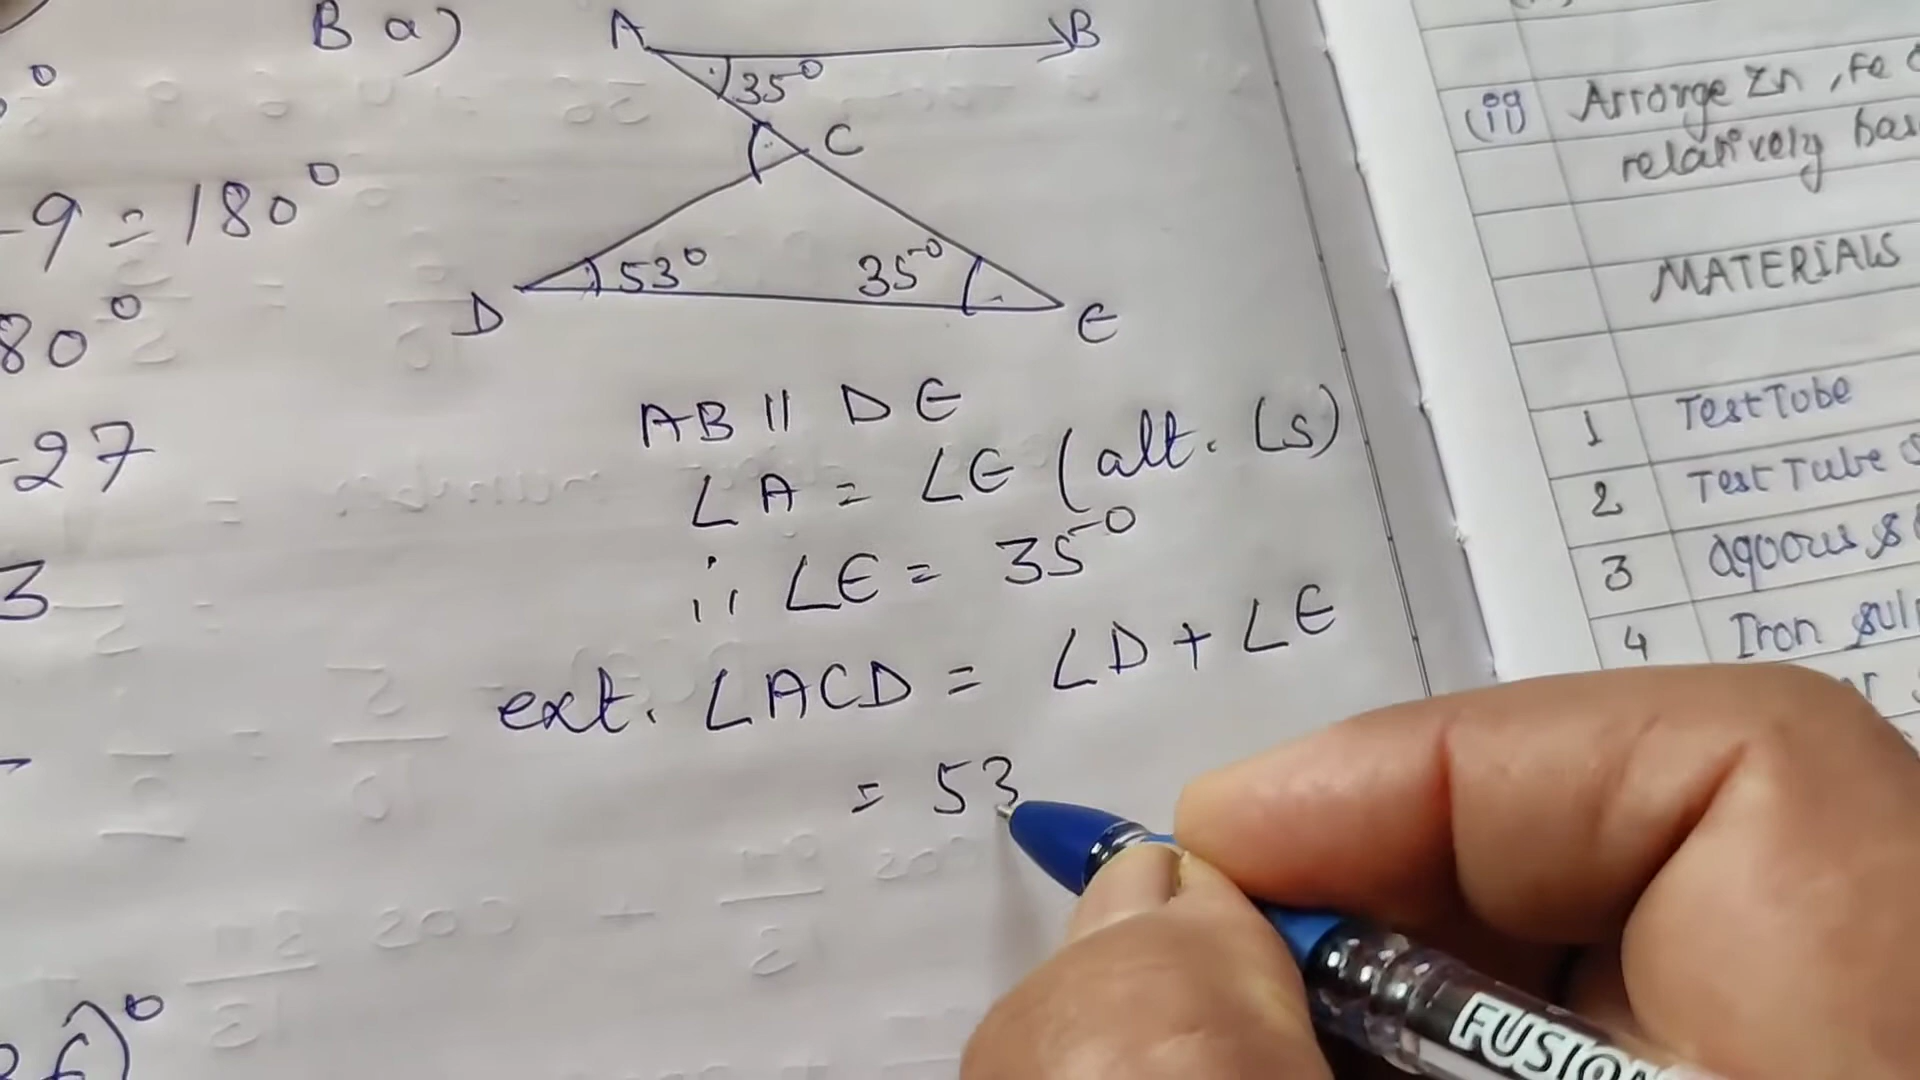 B a)
A
B
35°
C
53°
35°
D
E
AB || DE
∠A = ∠E (alt. ∠s)
∴ ∠E = 35°
ext. ∠ACD = ∠D + ∠E
= 53
-9 = 180°
80°
-27
3
(ii) Arrange Zn, Fe
relatively bas
MATERIALS
1 Test Tube
2 Test Tube S
3 aqoous s
4 Iron sul
FUSION